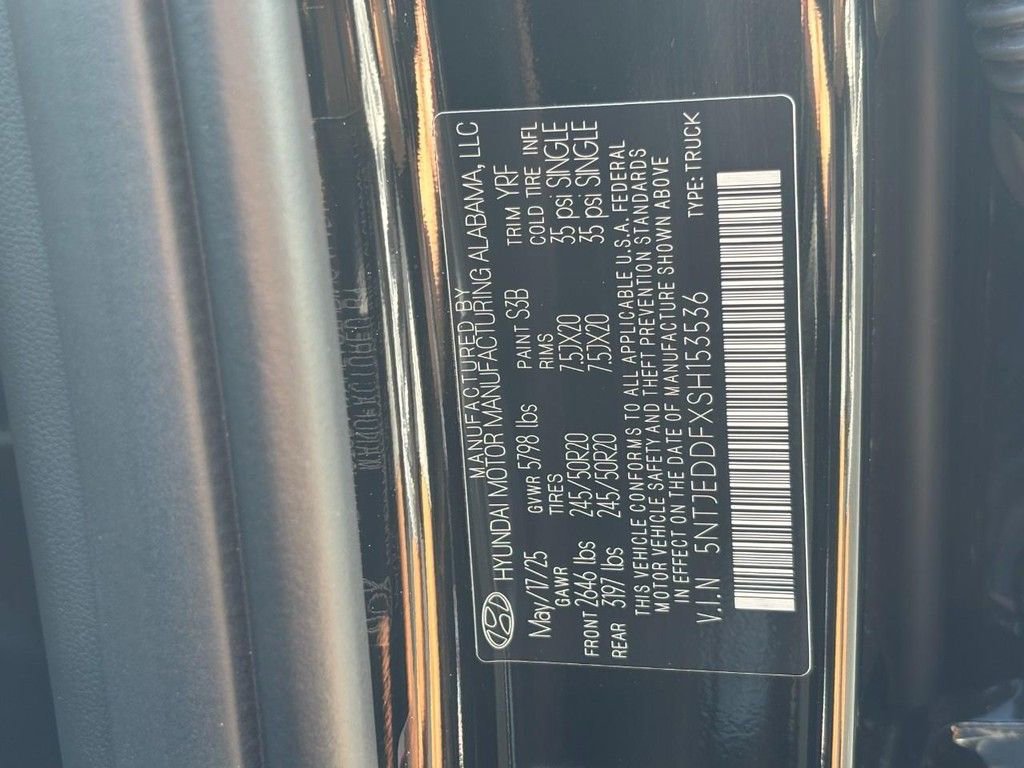 MANUFACTURED BY
HYUNDAI MOTOR MANUFACTURING ALABAMA, LLC
May/17/25 GVWR 5798 lbs PAINT S3B TRIM YRF
GAWR TIRES RIMS COLD TIRE INFL
FRONT 2646 lbs 245/50R20 7.5JX20 35 psi SINGLE
REAR 3197 lbs 245/50R20 7.5JX20 35 psi SINGLE
THIS VEHICLE CONFORMS TO ALL APPLICABLE U.S.A. FEDERAL
MOTOR VEHICLE SAFETY AND THEFT PREVENTION STANDARDS
IN EFFECT ON THE DATE OF MANUFACTURE SHOWN ABOVE
V.I.N 5NTJEDDFXSH153536 TYPE: TRUCK